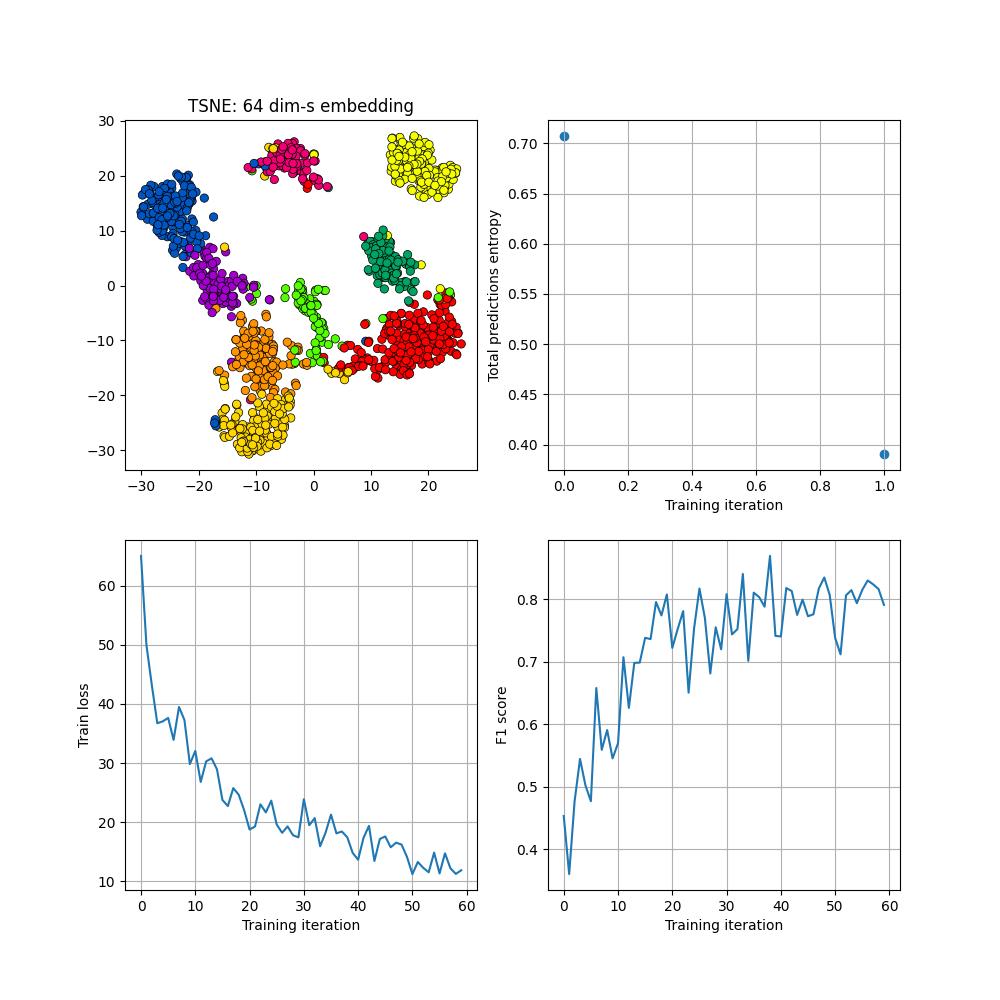 TSNE: 64 dim-s embedding
30
20
10
0
−10
−20
−30
−30 −20 −10 0 10 20
Total predictions entropy
0.70
0.65
0.60
0.55
0.50
0.45
0.40
0.0 0.2 0.4 0.6 0.8 1.0
Training iteration
Train loss
60
50
40
30
20
10
0 10 20 30 40 50 60
Training iteration
F1 score
0.8
0.7
0.6
0.5
0.4
0 10 20 30 40 50 60
Training iteration